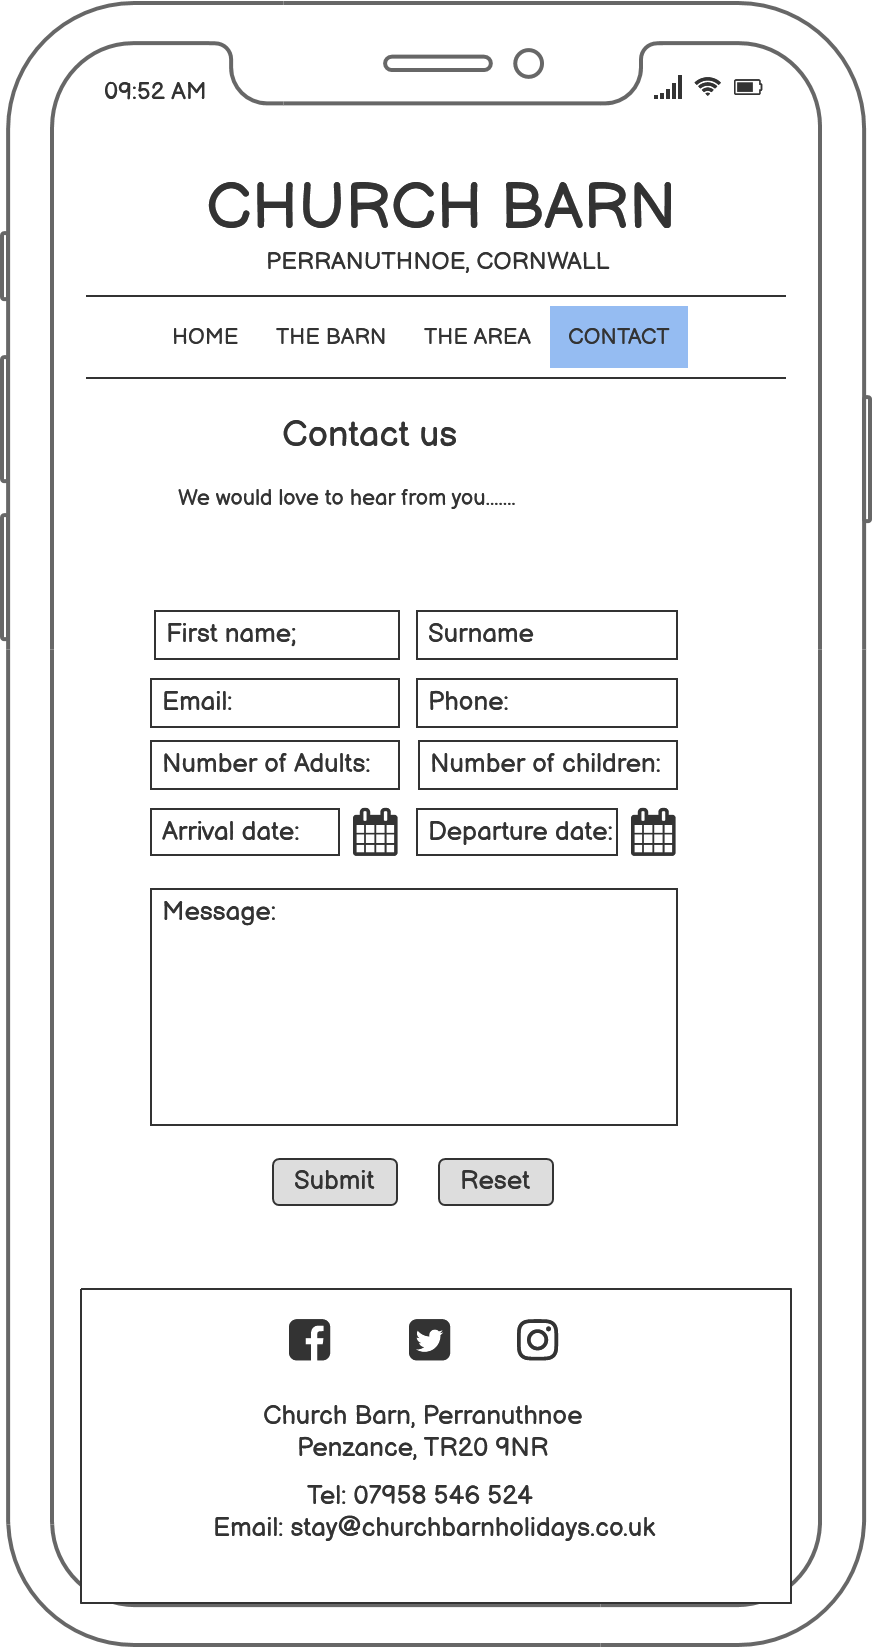 09:52 AM
CHURCH BARN
PERRANUTHNOE, CORNWALL
HOME THE BARN THE AREA CONTACT
Contact us
We would love to hear from you.......
First name; Surname
Email: Phone:
Number of Adults: Number of children:
Arrival date: Departure date:
Message:
Submit Reset
Church Barn, Perranuthnoe
Penzance, TR20 9NR
Tel: 07958 546 524
Email: stay@churchbarnholidays.co.uk